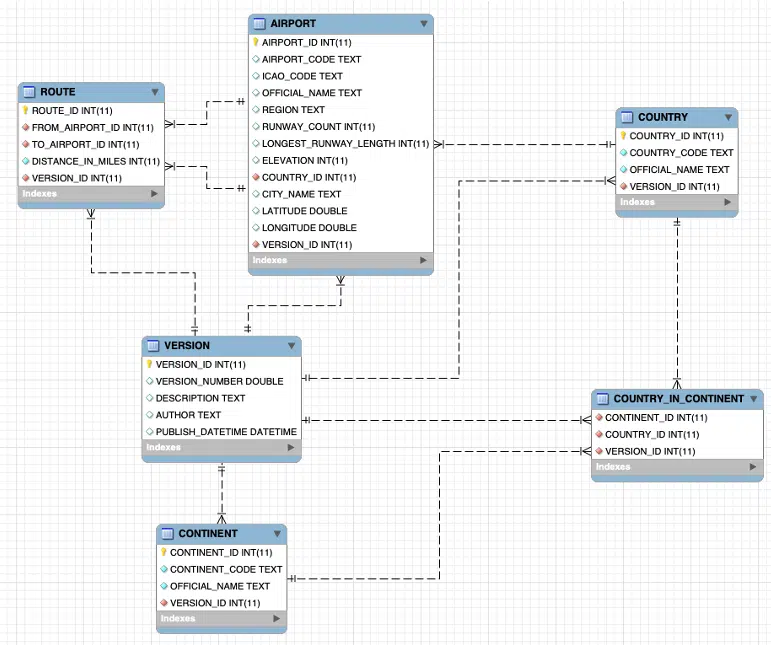 AIRPORT
AIRPORT_ID INT(11)
AIRPORT_CODE TEXT
ICAO_CODE TEXT
OFFICIAL_NAME TEXT
REGION TEXT
RUNWAY_COUNT INT(11)
LONGEST_RUNWAY_LENGTH INT(11)
ELEVATION INT(11)
COUNTRY_ID INT(11)
CITY_NAME TEXT
LATITUDE DOUBLE
LONGITUDE DOUBLE
VERSION_ID INT(11)
Indexes
ROUTE
ROUTE_ID INT(11)
FROM_AIRPORT_ID INT(11)
TO_AIRPORT_ID INT(11)
DISTANCE_IN_MILES INT(11)
VERSION_ID INT(11)
Indexes
COUNTRY
COUNTRY_ID INT(11)
COUNTRY_CODE TEXT
OFFICIAL_NAME TEXT
VERSION_ID INT(11)
Indexes
VERSION
VERSION_ID INT(11)
VERSION_NUMBER DOUBLE
DESCRIPTION TEXT
AUTHOR TEXT
PUBLISH_DATETIME DATETIME
Indexes
COUNTRY_IN_CONTINENT
CONTINENT_ID INT(11)
COUNTRY_ID INT(11)
VERSION_ID INT(11)
Indexes
CONTINENT
CONTINENT_ID INT(11)
CONTINENT_CODE TEXT
OFFICIAL_NAME TEXT
VERSION_ID INT(11)
Indexes